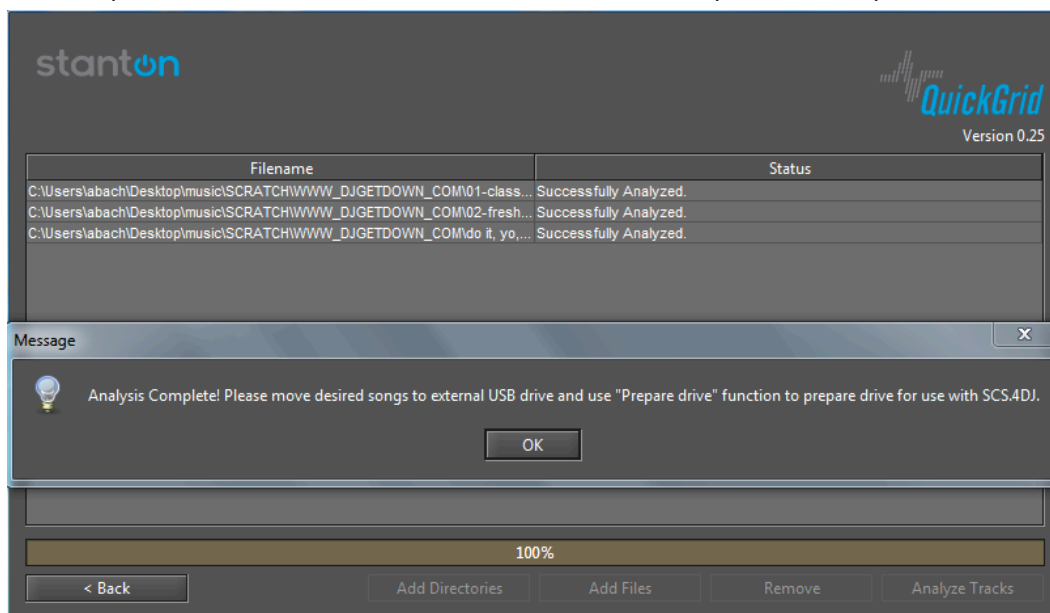 stanton
QuickGrid
Version 0.25
Filename Status
C:\Users\abach\Desktop\music\SCRATCH\WWW_DJGETDOWN_COM\01-class... Successfully Analyzed.
C:\Users\abach\Desktop\music\SCRATCH\WWW_DJGETDOWN_COM\02-fresh... Successfully Analyzed.
C:\Users\abach\Desktop\music\SCRATCH\WWW_DJGETDOWN_COM\do it, yo,... Successfully Analyzed.
Message x
Analysis Complete! Please move desired songs to external USB drive and use "Prepare drive" function to prepare drive for use with SCS.4DJ.
OK
100%
< Back Add Directories Add Files Remove Analyze Tracks